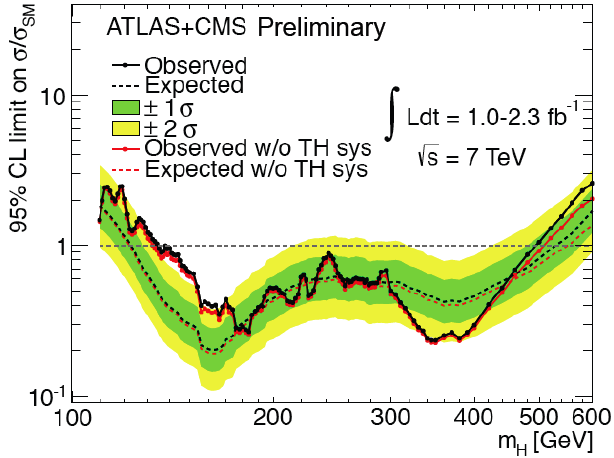 ATLAS+CMS Preliminary
Observed
Expected
± 1 σ
± 2 σ
Observed w/o TH sys
Expected w/o TH sys
∫ Ldt = 1.0-2.3 fb⁻¹
√s = 7 TeV
95% CL limit on σ/σSM
10
1
10⁻¹
100
200
300
400
500
600
mH [GeV]